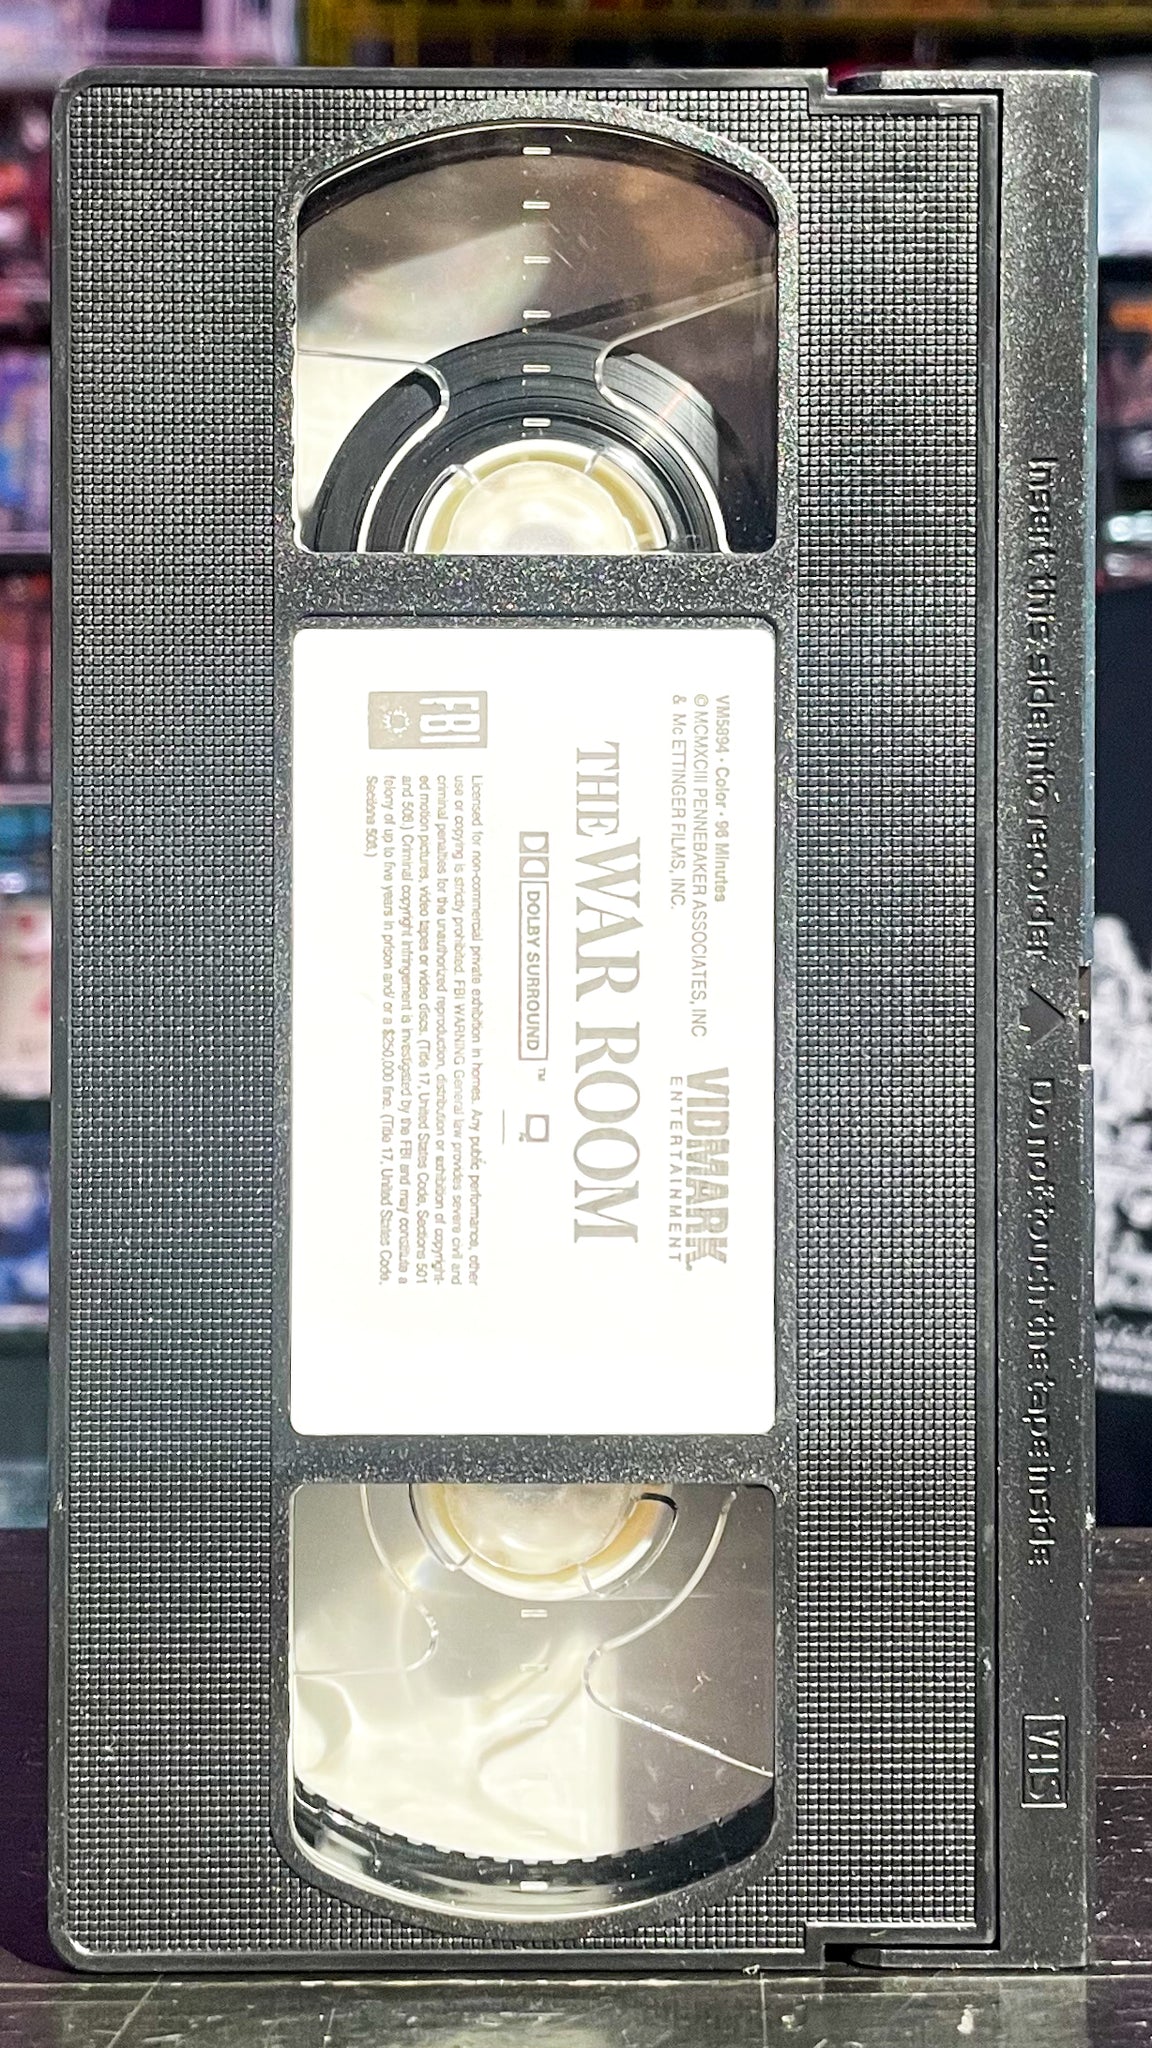 Insert this side into recorder
Do not touch the tape inside
VHS
VM5894 · Color · 96 Minutes
© MCMXCIII PENNEBAKER ASSOCIATES, INC
& Mc ETTINGER FILMS, INC.
VIDMARK
ENTERTAINMENT
THE WAR ROOM
DOLBY SURROUND ™
FBI
Licensed for non-commercial private exhibition in homes. Any public performance, other
use or copying is strictly prohibited. FBI WARNING General law provides severe civil and
criminal penalties for the unauthorized reproduction, distribution or exhibition of copyright-
ed motion pictures, video tapes or video discs. (Title 17, United States Code, Sections 501
and 506.) Criminal copyright infringement is investigated by the FBI and may constitute a
felony of up to five years in prison and/ or a $250,000 fine. (Title 17, United States Code,
Sections 506.)